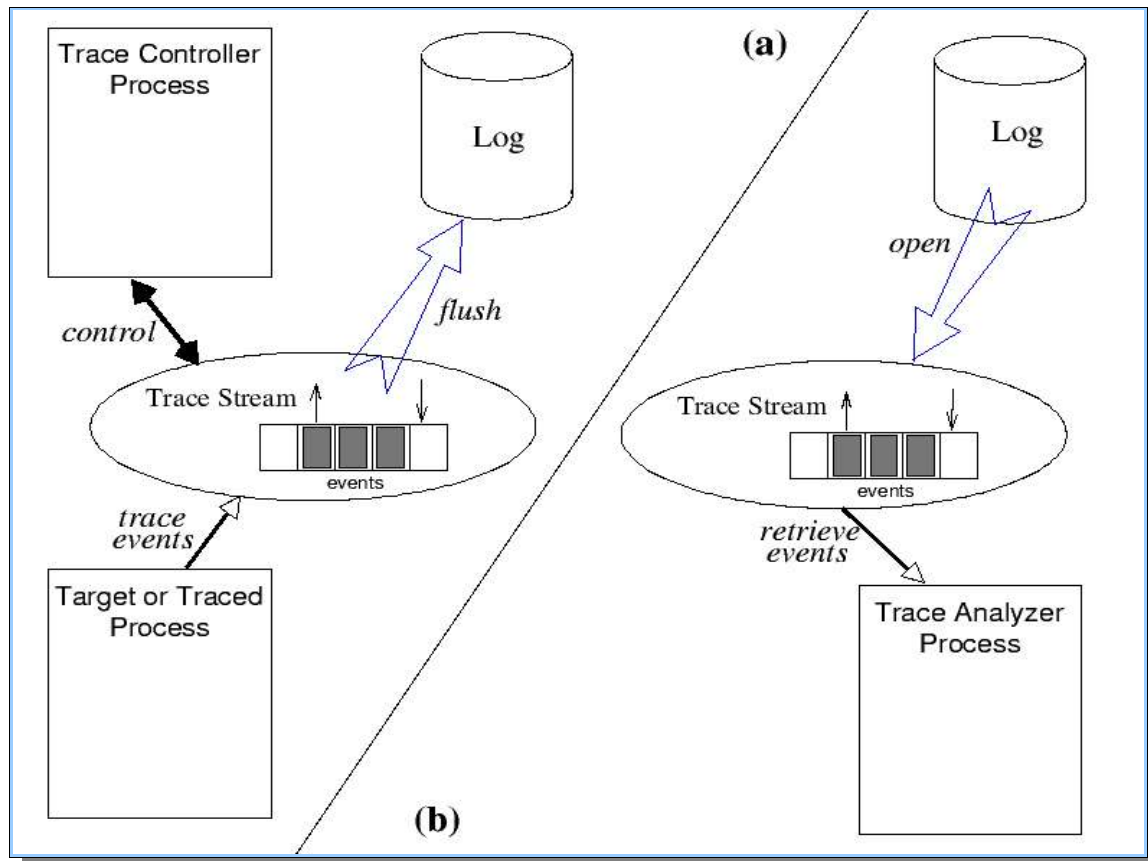 Trace Controller
Process
Log
control
flush
Trace Stream
events
trace
events
Target or Traced
Process
(b)
(a)
Log
open
Trace Stream
events
retrieve
events
Trace Analyzer
Process